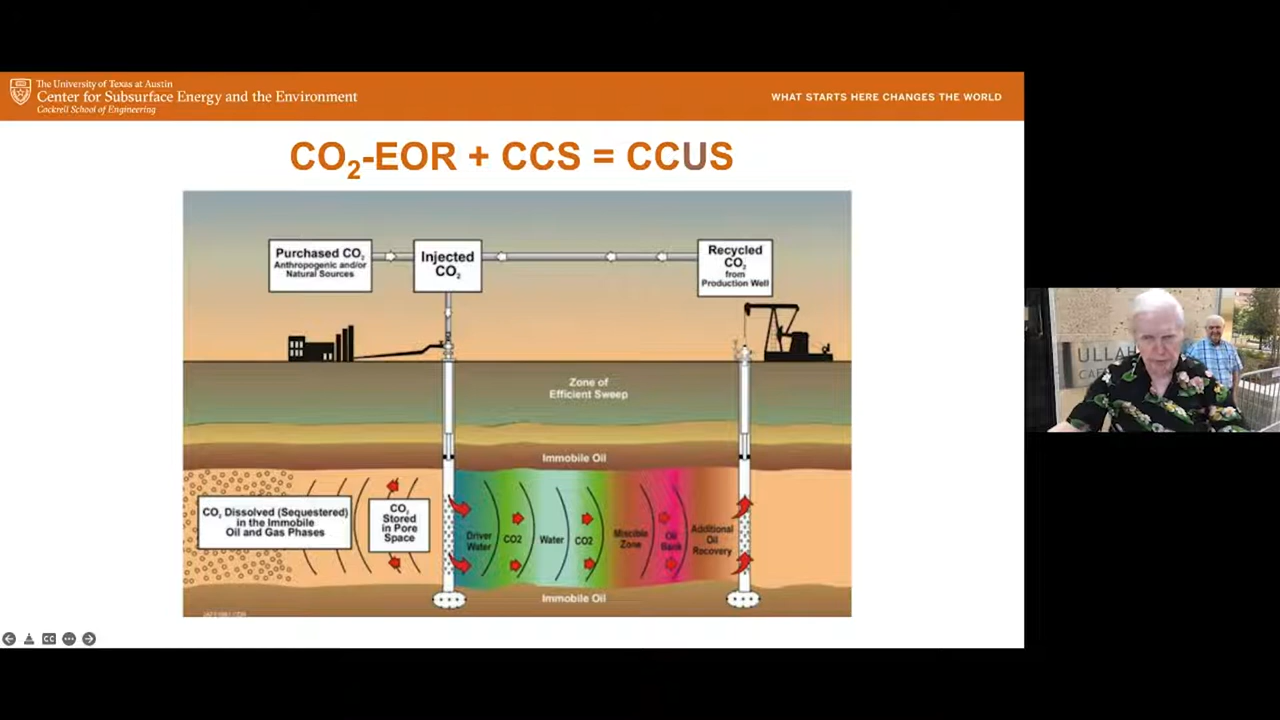 The University of Texas at Austin
Center for Subsurface Energy and the Environment
Cockrell School of Engineering
WHAT STARTS HERE CHANGES THE WORLD
CO₂-EOR + CCS = CCUS
Purchased CO₂
Anthropogenic and/or
Natural Sources
Injected
CO₂
Recycled
CO₂
from
Production Well
Zone of
Efficient Sweep
Immobile Oil
CO₂ Dissolved (Sequestered)
in the Immobile
Oil and Gas Phases
CO₂
Stored
in Pore
Space
Driver
Water
CO2
Water
CO2
Miscible
Zone
Oil
Bank
Additional
Oil
Recovery
Immobile Oil
CC
ULLAH